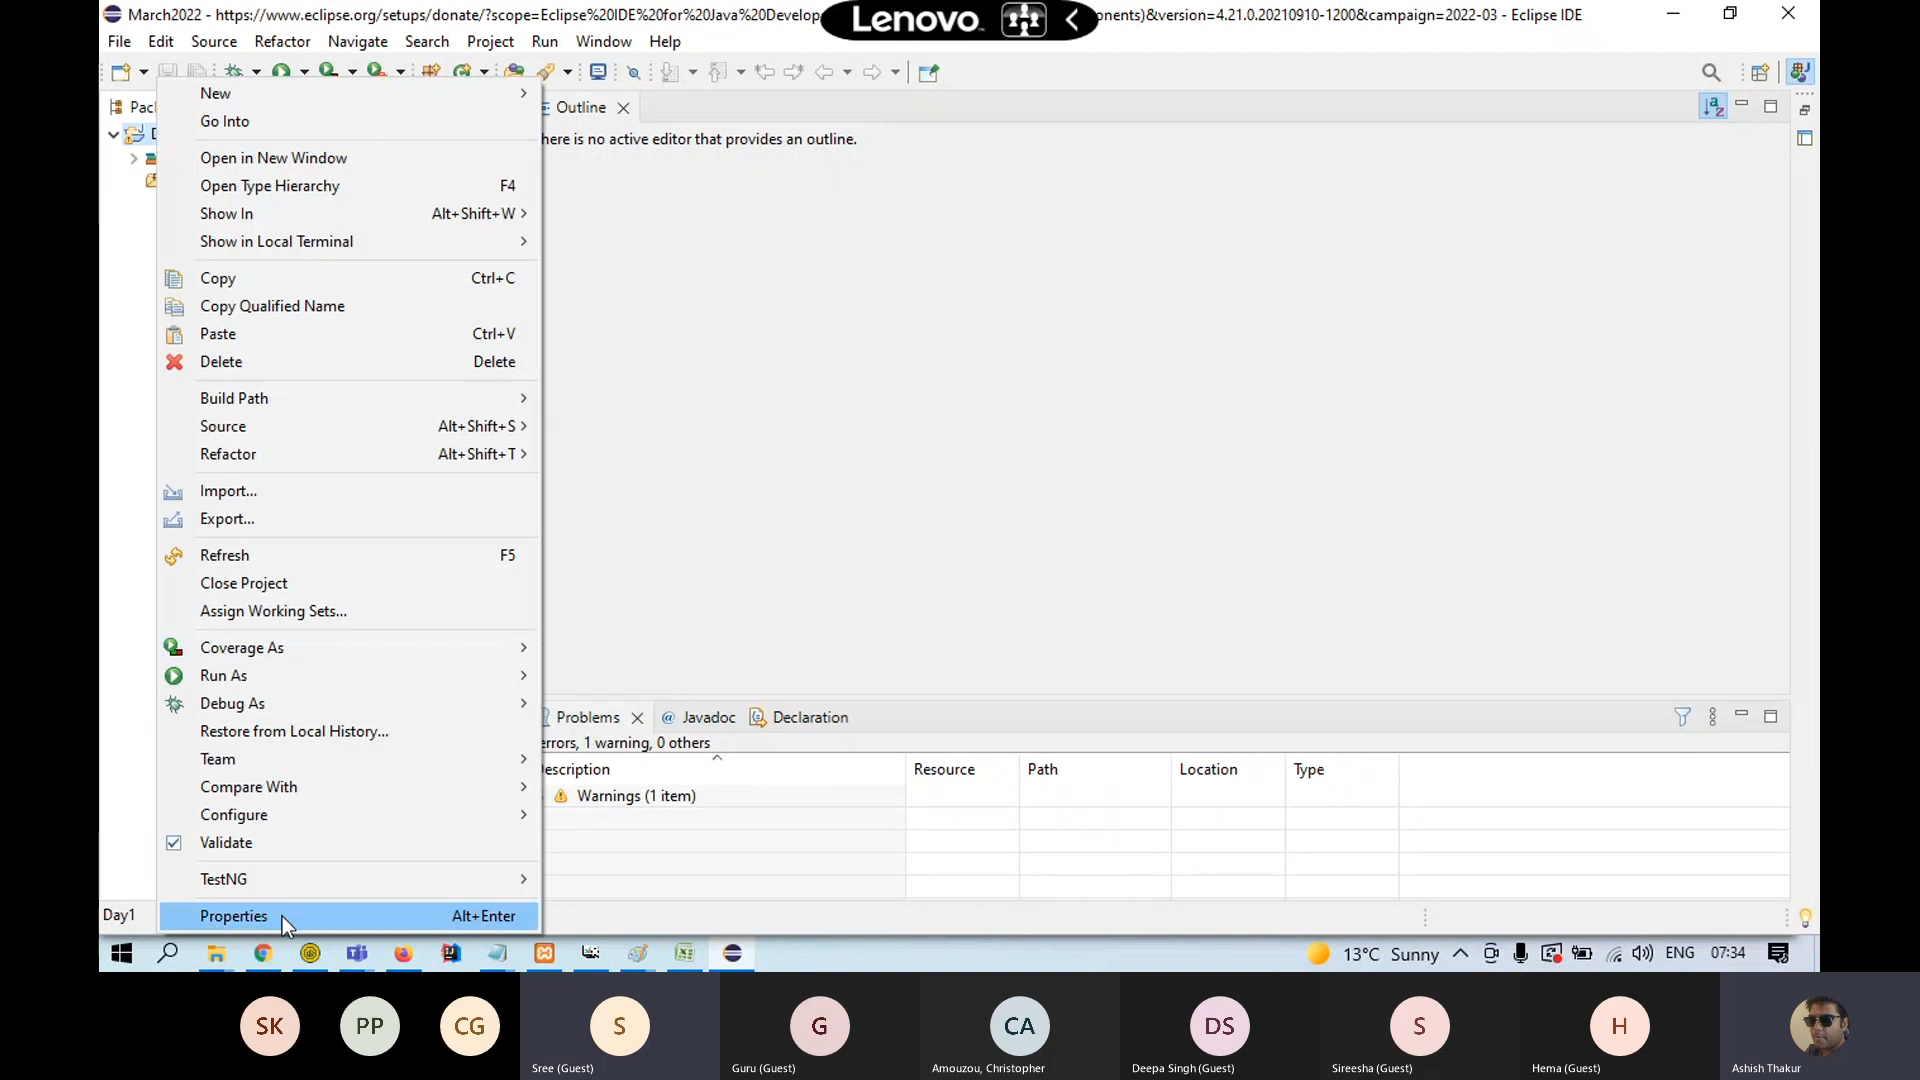 March2022 - https://www.eclipse.org/setups/donate/?scope=Eclipse%20IDE%20for%20Java%20Develop
Lenovo
onents)&version=4.21.0.20210910-1200&campaign=2022-03 - Eclipse IDE
File Edit Source Refactor Navigate Search Project Run Window Help
Pac
Outline
New
Go Into
here is no active editor that provides an outline.
Open in New Window
Open Type Hierarchy F4
Show In Alt+Shift+W
Show in Local Terminal
Copy Ctrl+C
Copy Qualified Name
Paste Ctrl+V
Delete Delete
Build Path
Source Alt+Shift+S
Refactor Alt+Shift+T
Import...
Export...
Refresh F5
Close Project
Assign Working Sets...
Coverage As
Run As
Debug As
Restore from Local History...
Team
Compare With
Configure
Validate
TestNG
Properties Alt+Enter
Problems @ Javadoc Declaration
errors, 1 warning, 0 others
escription Resource Path Location Type
Warnings (1 item)
Day1
13°C Sunny ENG 07:34
SK PP CG S G CA DS S H
Sree (Guest) Guru (Guest) Amouzou, Christopher Deepa Singh (Guest) Sireesha (Guest) Hema (Guest) Ashish Thakur